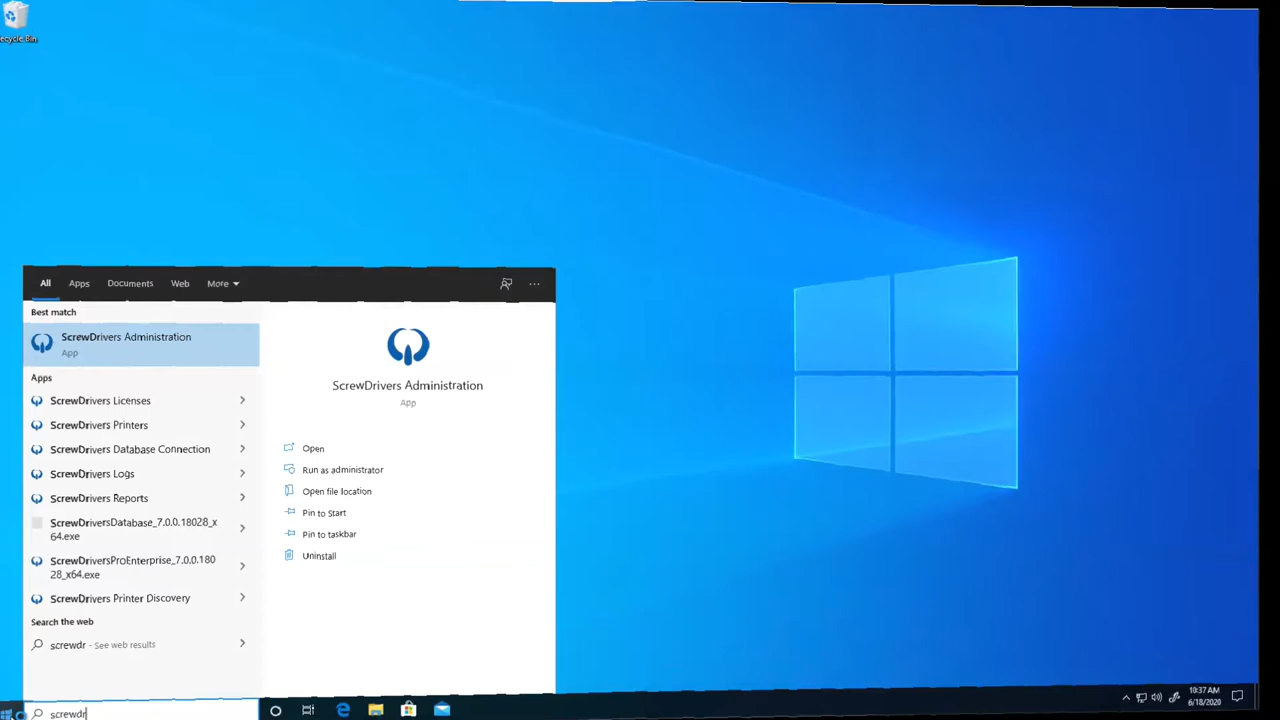 ecycle Bin
All
Apps
Documents
Web
More
Best match
ScrewDrivers Administration
App
Apps
ScrewDrivers Licenses
ScrewDrivers Printers
ScrewDrivers Database Connection
ScrewDrivers Logs
ScrewDrivers Reports
ScrewDriversDatabase_7.0.0.18028_x
64.exe
ScrewDriversProEnterprise_7.0.0.180
28_x64.exe
ScrewDrivers Printer Discovery
Search the web
screwdr - See web results
ScrewDrivers Administration
App
Open
Run as administrator
Open file location
Pin to Start
Pin to taskbar
Uninstall
screwdr
10:37 AM
6/18/2020